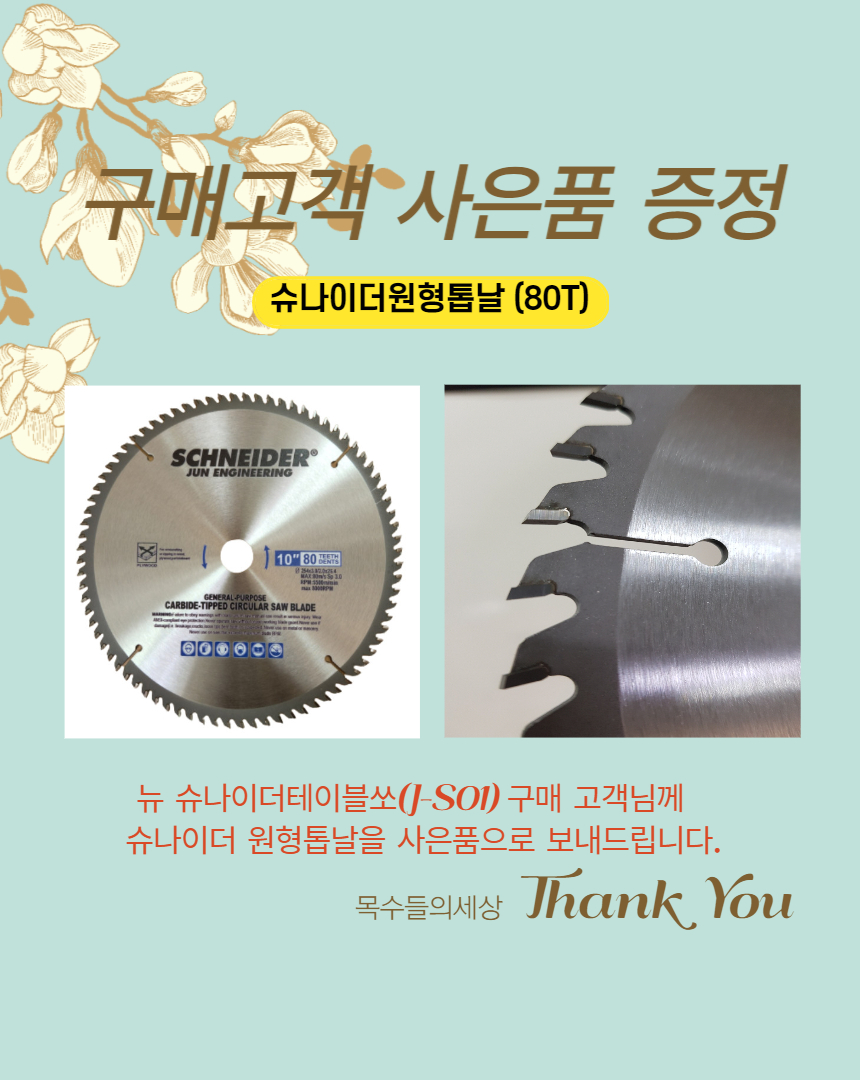 구매고객 사은품 증정
슈나이더원형톱날 (80T)
SCHNEIDER®
JUN ENGINEERING
10" 80 TEETH
DENTS
GENERAL-PURPOSE
CARBIDE-TIPPED CIRCULAR SAW BLADE
뉴 슈나이더테이블쏘(J-S01) 구매 고객님께
슈나이더 원형톱날을 사은품으로 보내드립니다.
목수들의세상 Thank You